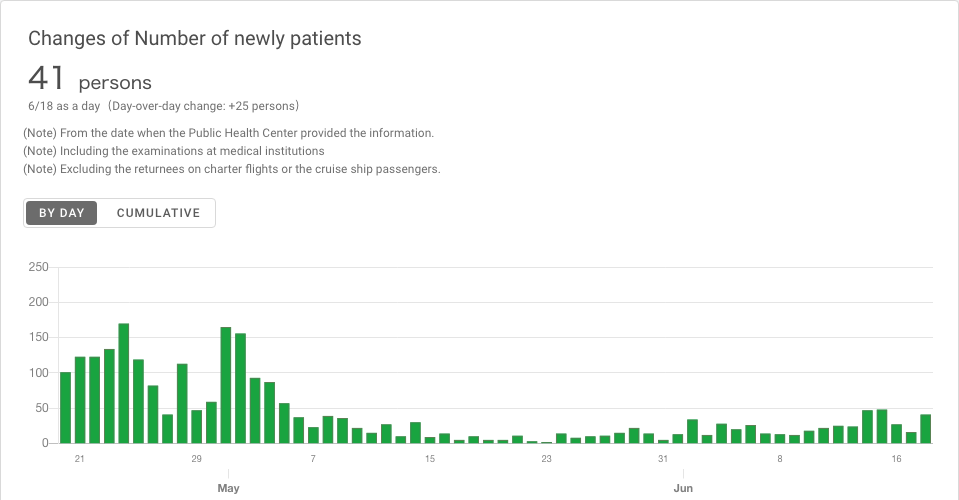 Changes of Number of newly patients
41 persons
6/18 as a day（Day-over-day change: +25 persons）
(Note) From the date when the Public Health Center provided the information.
(Note) Including the examinations at medical institutions
(Note) Excluding the returnees on charter flights or the cruise ship passengers.
BY DAY CUMULATIVE
250
200
150
100
50
0
21 29 7 15 23 31 8 16
May Jun